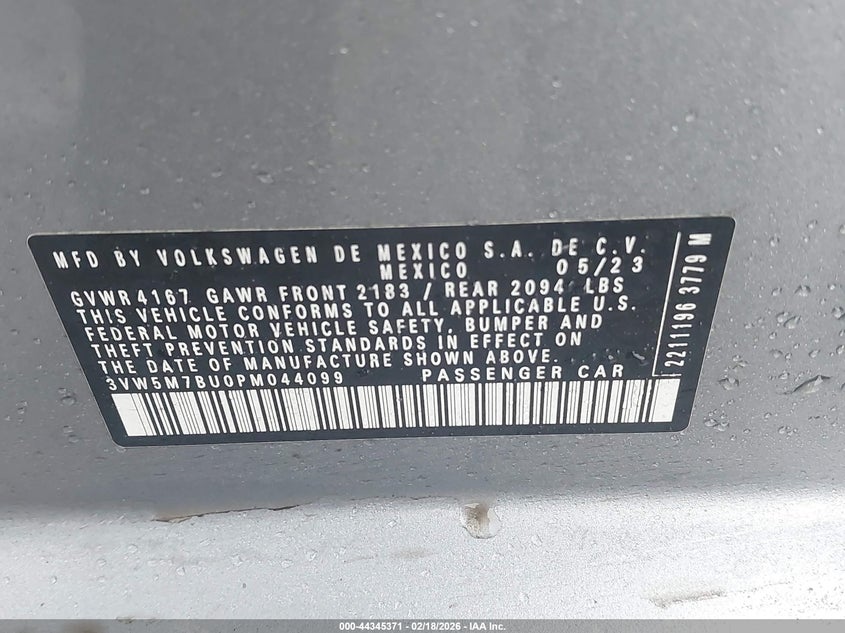 MFD BY VOLKSWAGEN DE MEXICO S.A. DE C.V.
MEXICO 05/23
GVWR 4167 GAWR FRONT 2183 / REAR 2094 LBS
THIS VEHICLE CONFORMS TO ALL APPLICABLE U.S.
FEDERAL MOTOR VEHICLE SAFETY, BUMPER AND
THEFT PREVENTION STANDARDS IN EFFECT ON
THE DATE OF MANUFACTURE SHOWN ABOVE.
3VW5M7BU0PM044099 PASSENGER CAR
2211196 3779 M
000-44345371 | 02/18/2026 | IAA Inc.